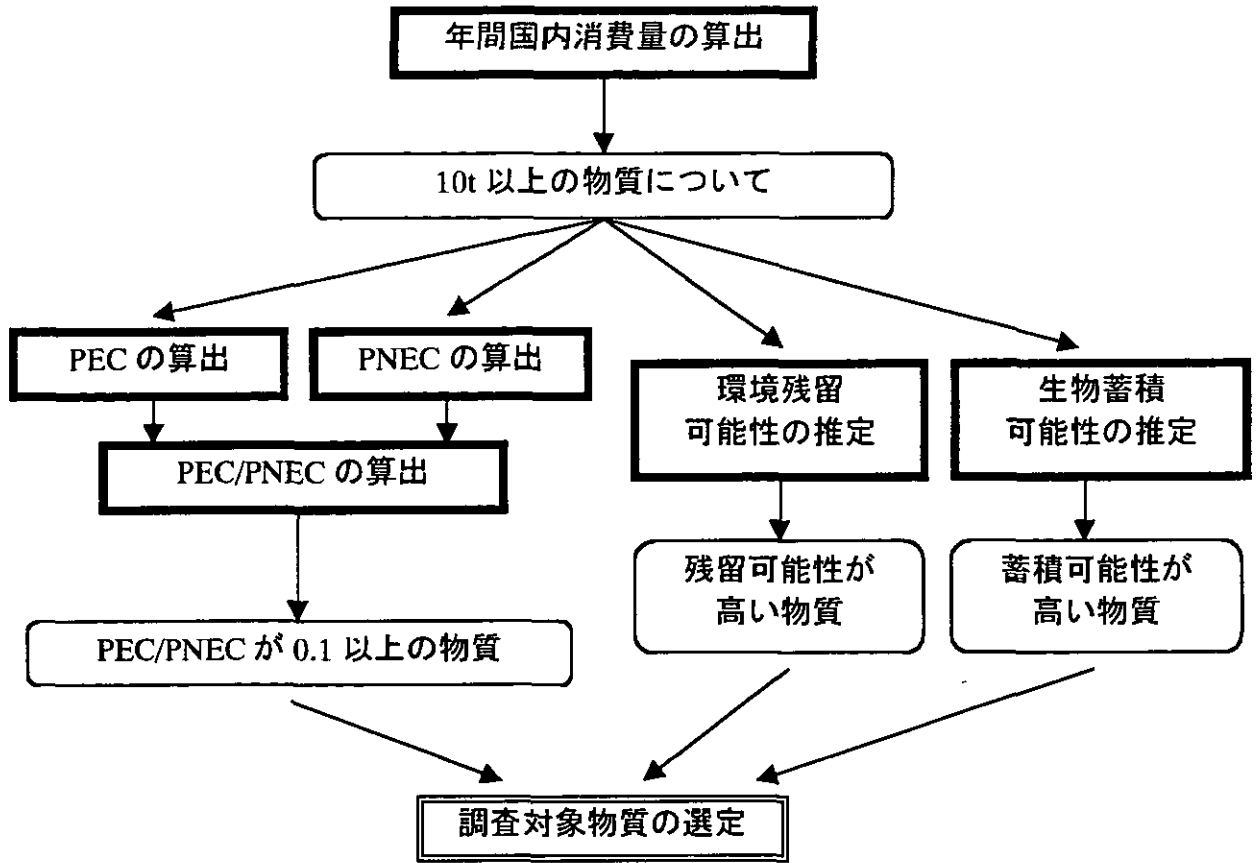 年間国内消費量の算出
10t 以上の物質について
PEC の算出
PNEC の算出
環境残留
可能性の推定
生物蓄積
可能性の推定
PEC/PNEC の算出
残留可能性が
高い物質
蓄積可能性が
高い物質
PEC/PNEC が 0.1 以上の物質
調査対象物質の選定